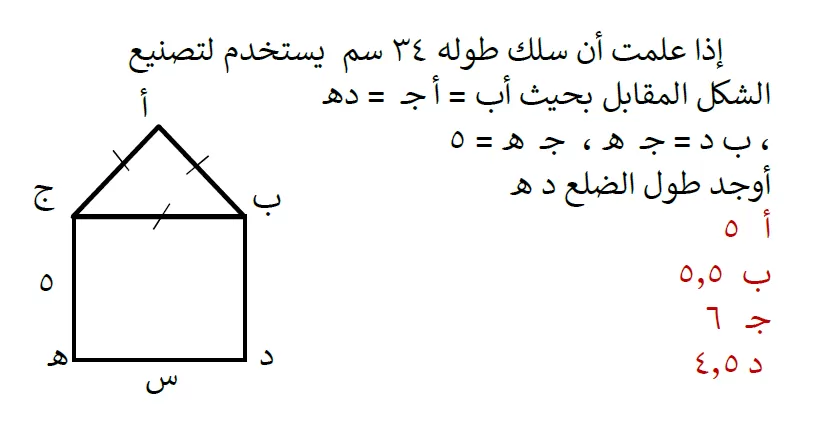 إذا علمت أن سلك طوله ٣٤ سم يستخدم لتصنيع
الشكل المقابل بحيث أب = أ جـ = دهـ
، ب د = جـ هـ ، جـ هـ = ٥
أوجد طول الضلع د هـ
أ ٥
ب ٥,٥
جـ ٦
د ٤,٥
أ
ب
ج
٥
د
هـ
س